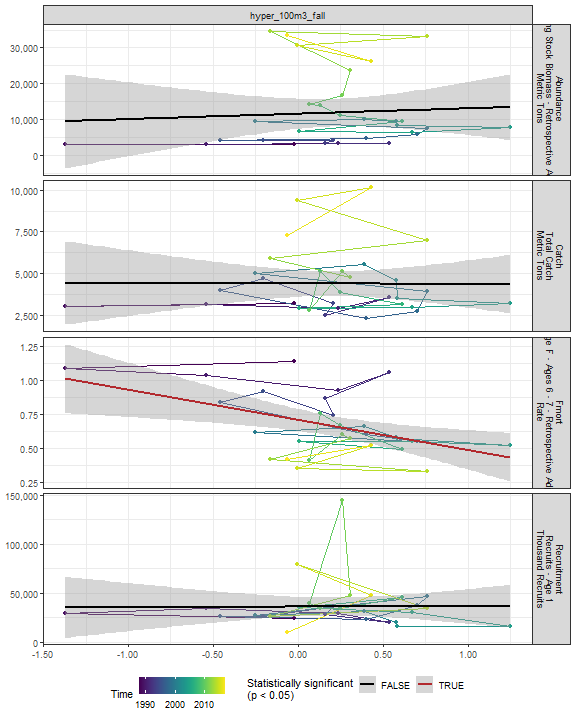 hyper_100m3_fall
30,000
20,000
10,000
0
Abundance
ng Stock Biomass - Retrospective A
Metric Tons
10,000
7,500
5,000
2,500
Catch
Total Catch
Metric Tons
1.25
1.00
0.75
0.50
0.25
Fmort
ge F - Ages 6 - 7 - Retrospective Ad
Rate
150,000
100,000
50,000
0
Recruitment
Recruits - Age 1
Thousand Recruits
-1.50
-1.00
-0.50
0.00
0.50
1.00
Time
1990 2000 2010
Statistically significant
(p < 0.05)
FALSE
TRUE